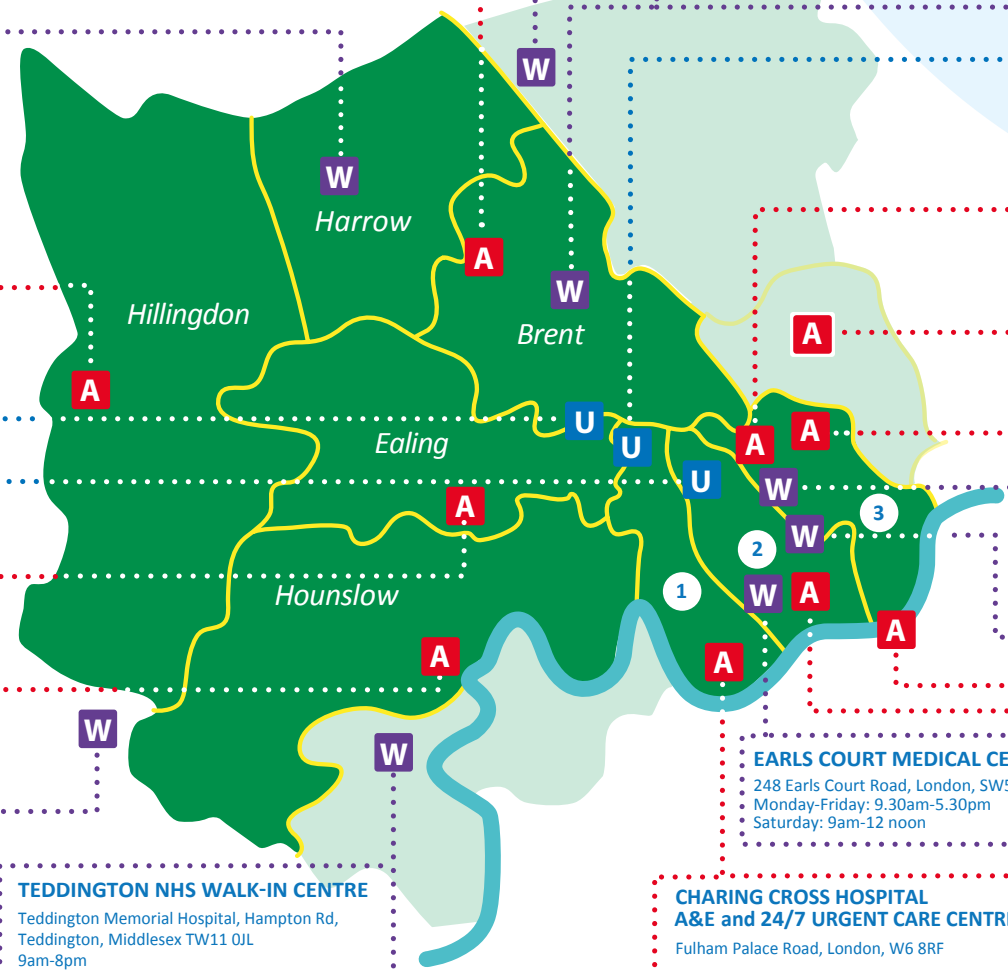 W
W
Harrow
A
W
Hillingdon
Brent
A
A
U
A
A
Ealing
U
U
W
A
3
W
2
Hounslow
1
W
A
A
A
A
W
W
EARLS COURT MEDICAL CE
248 Earls Court Road, London, SW5
Monday-Friday: 9.30am-5.30pm
Saturday: 9am-12 noon
TEDDINGTON NHS WALK-IN CENTRE
Teddington Memorial Hospital, Hampton Rd,
Teddington, Middlesex TW11 0JL
9am-8pm
CHARING CROSS HOSPITAL
A&E and 24/7 URGENT CARE CENTRE
Fulham Palace Road, London, W6 8RF